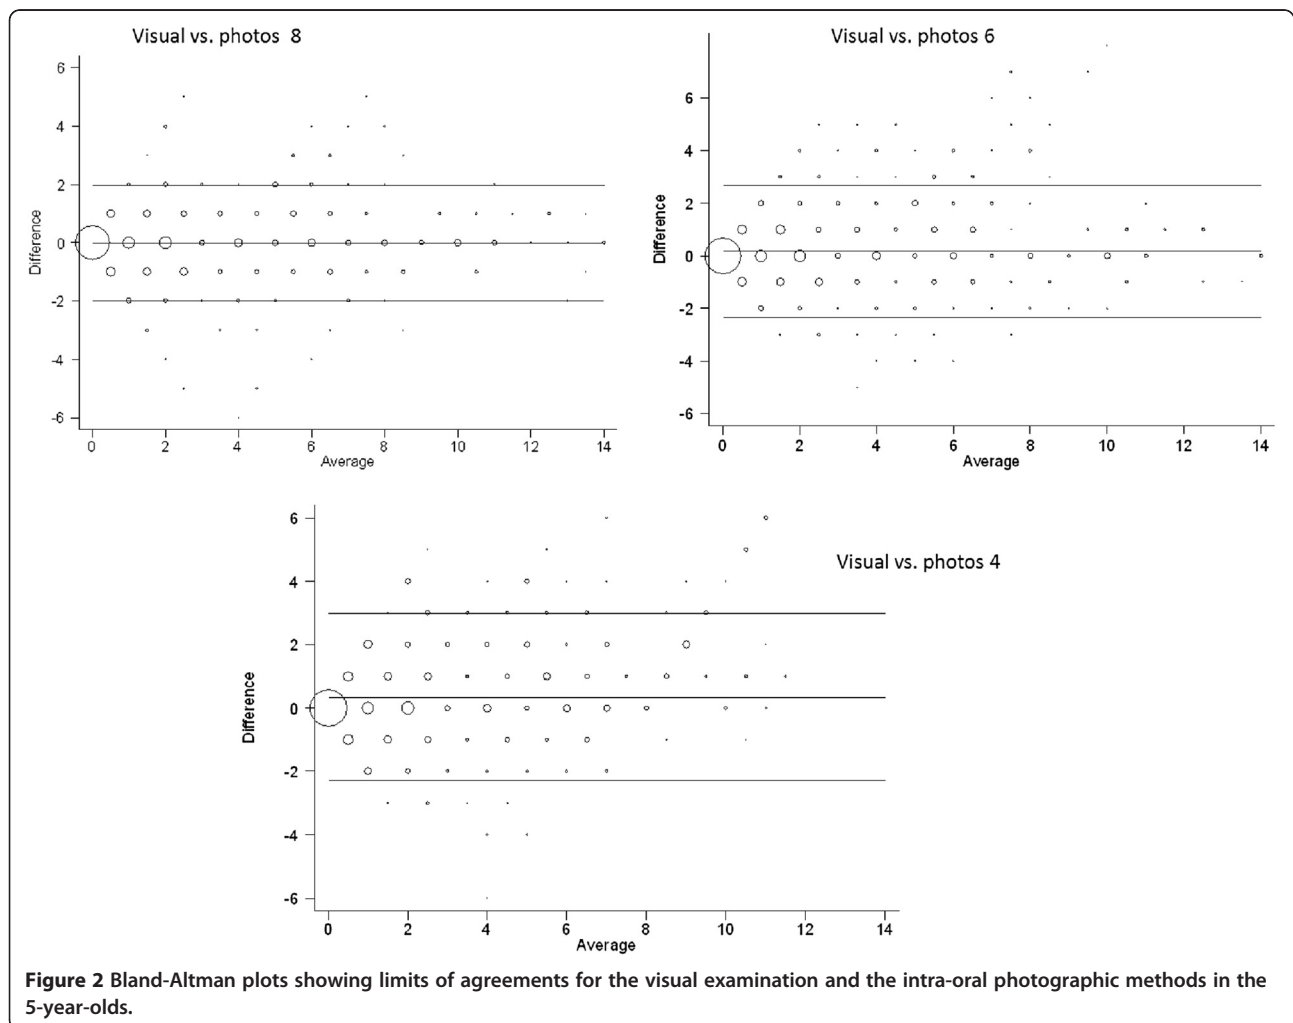 Visual vs. photos 8
6
4
2
0
-2
-4
-6
Difference
0 2 4 6 8 10 12 14
Average
Visual vs. photos 6
6
4
2
0
-2
-4
-6
Difference
0 2 4 6 8 10 12 14
Average
Visual vs. photos 4
6
4
2
0
-2
-4
-6
Difference
0 2 4 6 8 10 12 14
Average
Figure 2 Bland-Altman plots showing limits of agreements for the visual examination and the intra-oral photographic methods in the
5-year-olds.